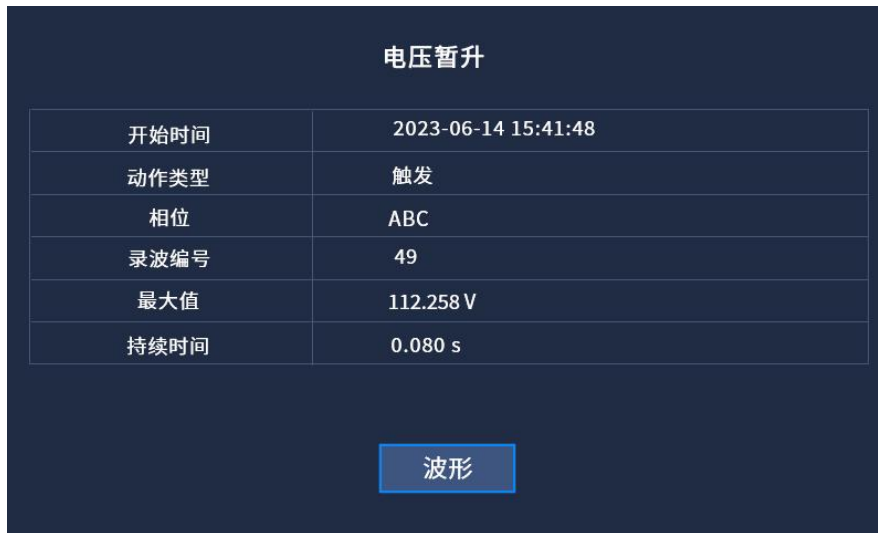 电压暂升
开始时间 2023-06-14 15:41:48
动作类型 触发
相位 ABC
录波编号 49
最大值 112.258 V
持续时间 0.080 s
波形